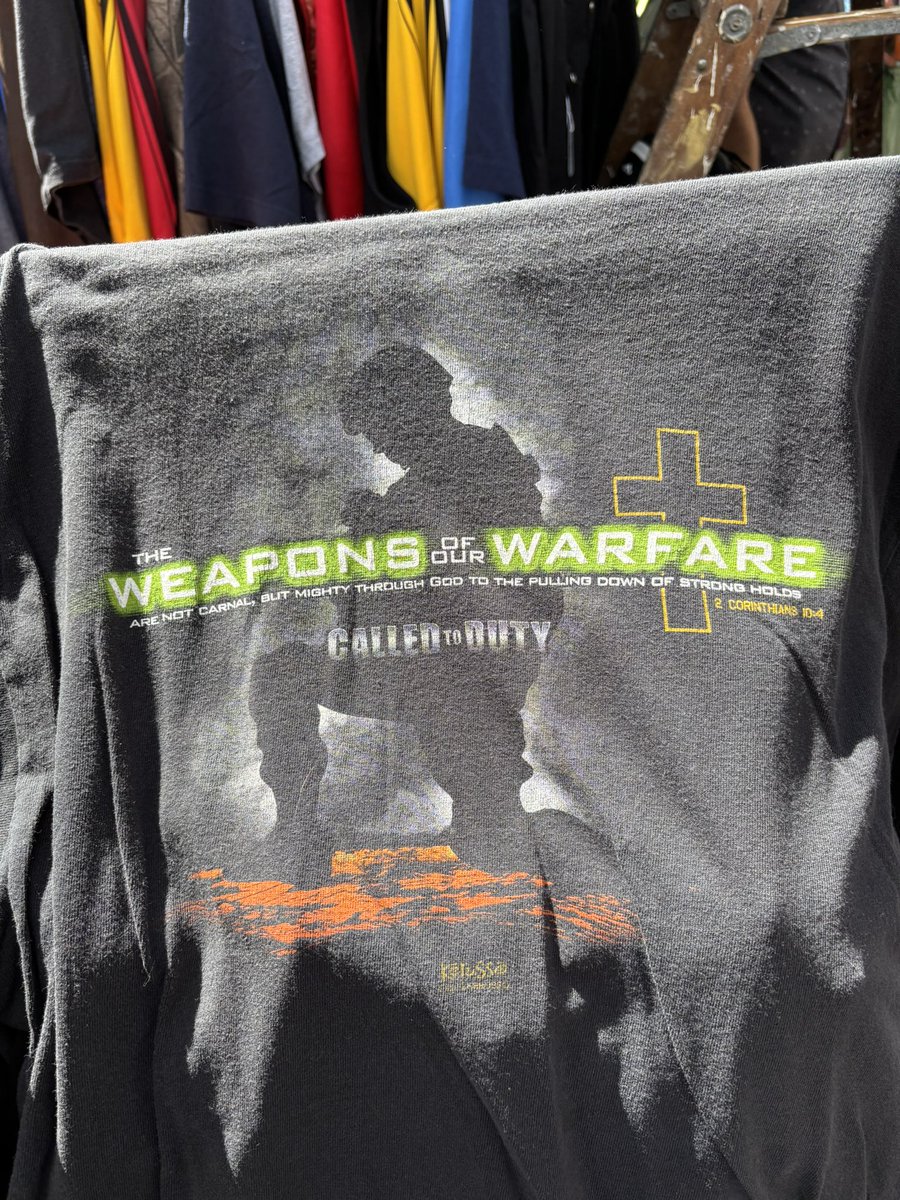 THE WEAPONS OF OUR WARFARE
ARE NOT CARNAL, BUT MIGHTY THROUGH GOD TO THE PULLING DOWN OF STRONG HOLDS
2 CORINTHIANS 10:4
CALLED TO DUTY